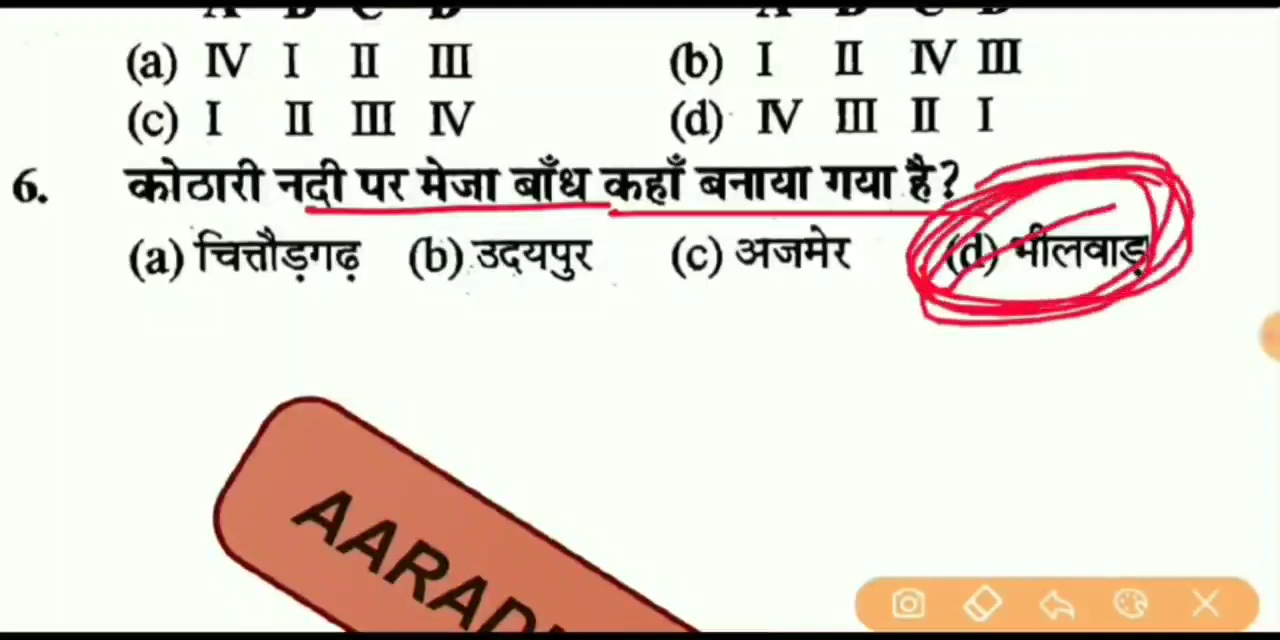 (a) IV I II III (b) I II IV III
(c) I II III IV (d) IV III II I
6. कोठारी नदी पर मेजा बाँध कहाँ बनाया गया है?
(a) चित्तौड़गढ़ (b) उदयपुर (c) अजमेर (d) भीलवाड़ा